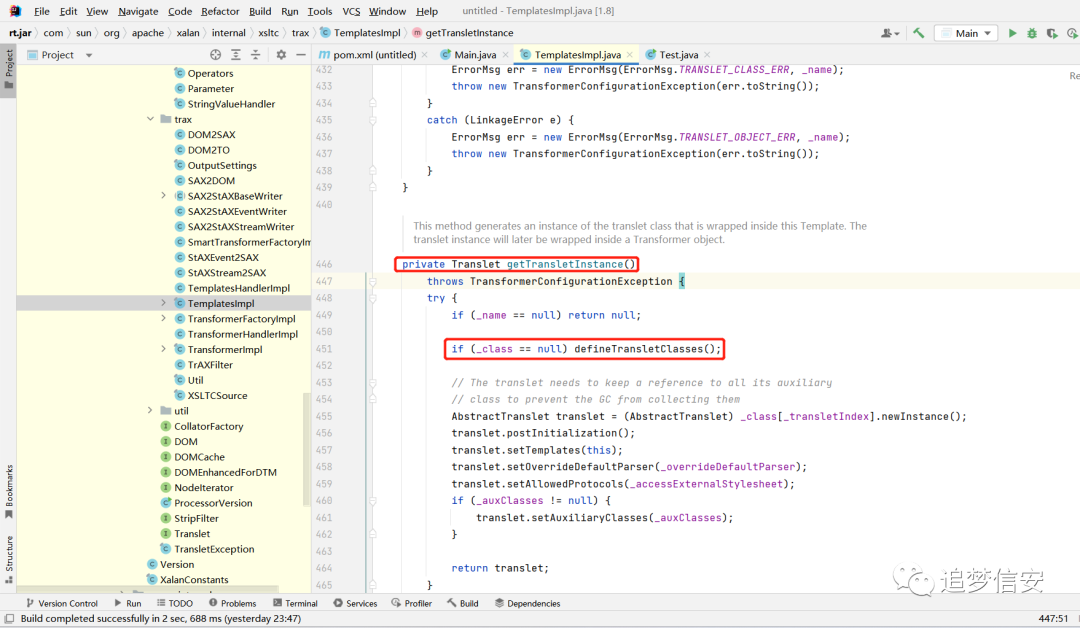 File Edit View Navigate Code Refactor Build Run Tools VCS Window Help untitled - TemplatesImpl.java [1.8]
rt.jar com sun org apache xalan internal xsltc trax TemplatesImpl getTransletInstance Main
Project pom.xml (untitled) Main.java TemplatesImpl.java Test.java
Project
Operators
Parameter
StringValueHandler
trax
DOM2SAX
DOM2TO
OutputSettings
SAX2DOM
SAX2StAXBaseWriter
SAX2StAXEventWriter
SAX2StAXStreamWriter
SmartTransformerFactoryIm
StAXEvent2SAX
StAXStream2SAX
TemplatesHandlerImpl
TemplatesImpl
TransformerFactoryImpl
TransformerHandlerImpl
TransformerImpl
TrAXFilter
Util
XSLTCSource
util
CollatorFactory
DOM
DOMCache
DOMEnhancedForDTM
NodeIterator
ProcessorVersion
StripFilter
Translet
TransletException
Version
XalanConstants
Bookmarks
Structure
432 ErrorMsg err = new ErrorMsg(ErrorMsg.TRANSLET_CLASS_ERR, _name);
Re
433 throw new TransformerConfigurationException(err.toString());
434 }
435 catch (LinkageError e) {
436 ErrorMsg err = new ErrorMsg(ErrorMsg.TRANSLET_OBJECT_ERR, _name);
437 throw new TransformerConfigurationException(err.toString());
438 }
439 }
440
This method generates an instance of the translet class that is wrapped inside this Template. The
translet instance will later be wrapped inside a Transformer object.
446 private Translet getTransletInstance()
447 throws TransformerConfigurationException {
448 try {
449 if (_name == null) return null;
450
451 if (_class == null) defineTransletClasses();
452
453 // The translet needs to keep a reference to all its auxiliary
454 // class to prevent the GC from collecting them
455 AbstractTranslet translet = (AbstractTranslet) _class[_transletIndex].newInstance();
456 translet.postInitialization();
457 translet.setTemplates(this);
458 translet.setOverrideDefaultParser(_overrideDefaultParser);
459 translet.setAllowedProtocols(_accessExternalStylesheet);
460 if (_auxClasses != null) {
461 translet.setAuxiliaryClasses(_auxClasses);
462 }
463
464 return translet;
465 }
追梦信安
Version Control Run TODO Problems Terminal Services Profiler Build Dependencies
Build completed successfully in 2 sec, 688 ms (yesterday 23:47) 447:51